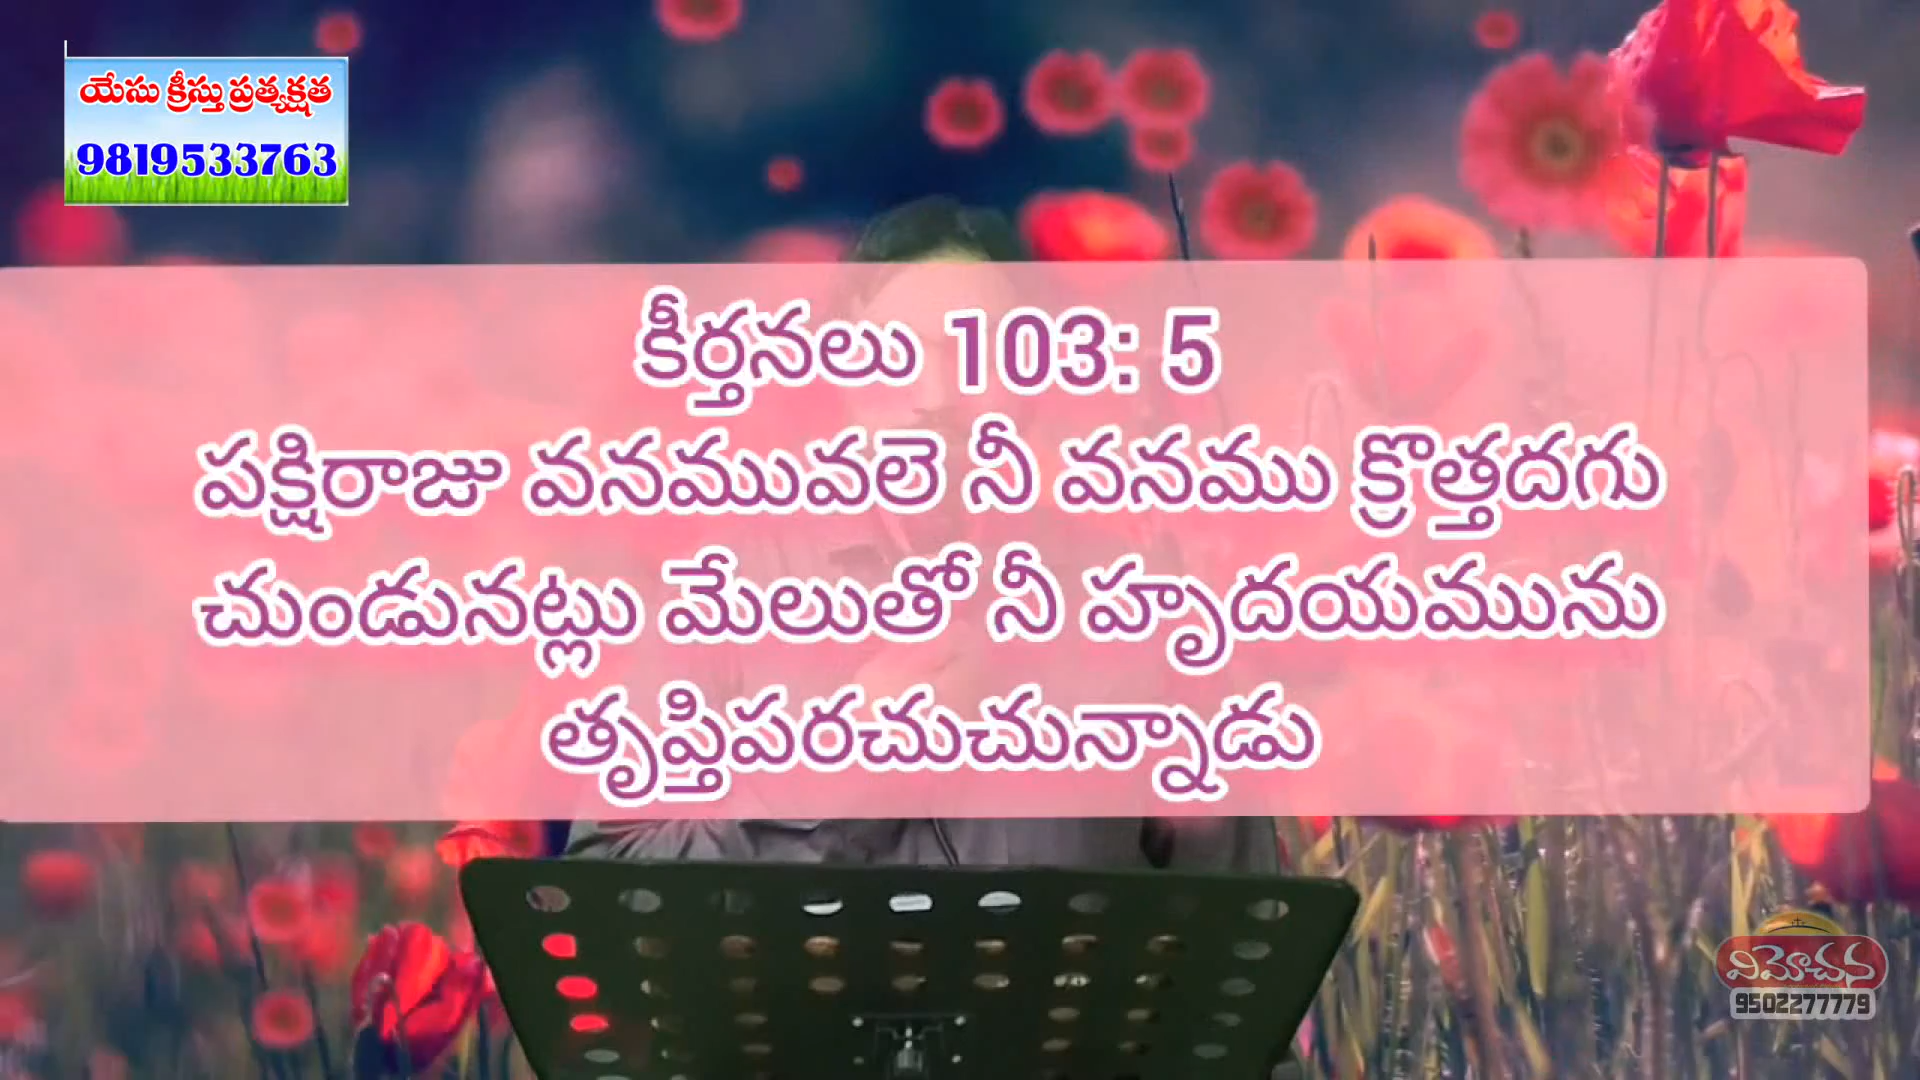 యేసు క్రీస్తు ప్రత్యక్షత
9819533763
కీర్తనలు 103: 5
పక్షిరాజు వనమువలె నీ వనము క్రొత్తదగు
చుండునట్లు మేలుతో నీ హృదయమును
తృప్తిపరచుచున్నాడు
విమోచన
9502277779